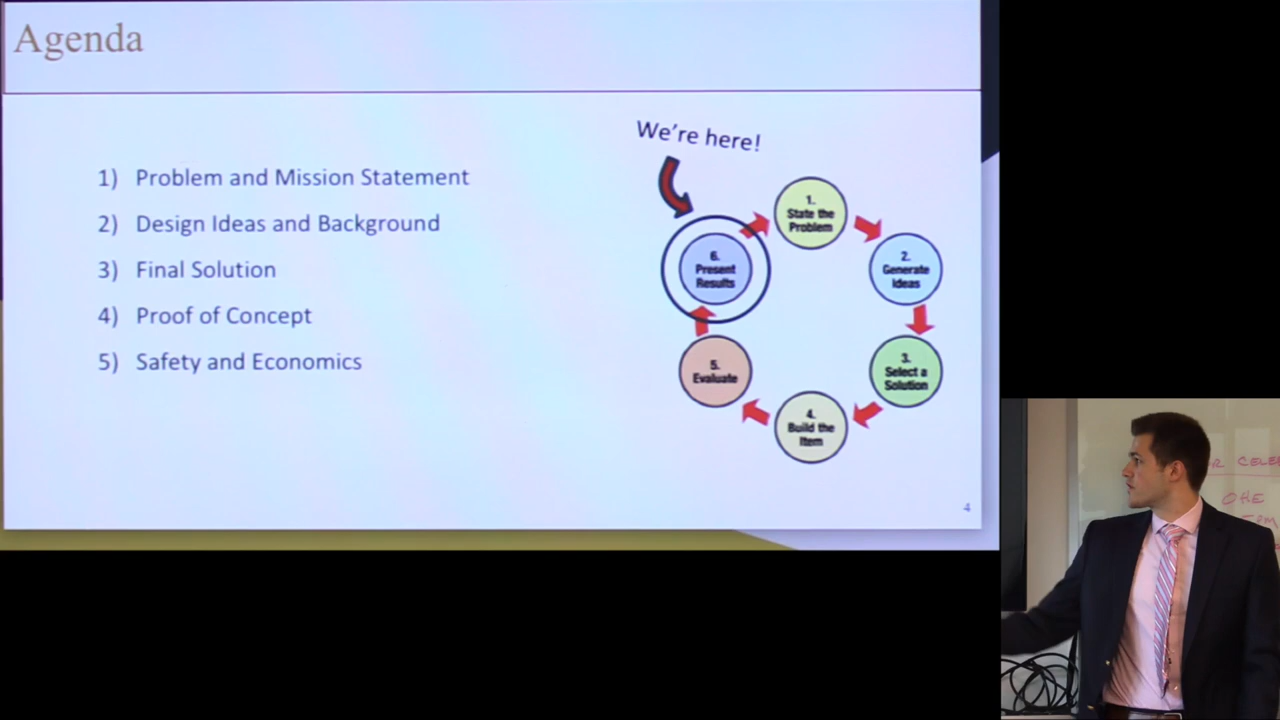 Agenda
1) Problem and Mission Statement
2) Design Ideas and Background
3) Final Solution
4) Proof of Concept
5) Safety and Economics
We're here!
1.
State the
Problem
2.
Generate
Ideas
3.
Select a
Solution
4.
Build the
Item
5.
Evaluate
6.
Present
Results
4